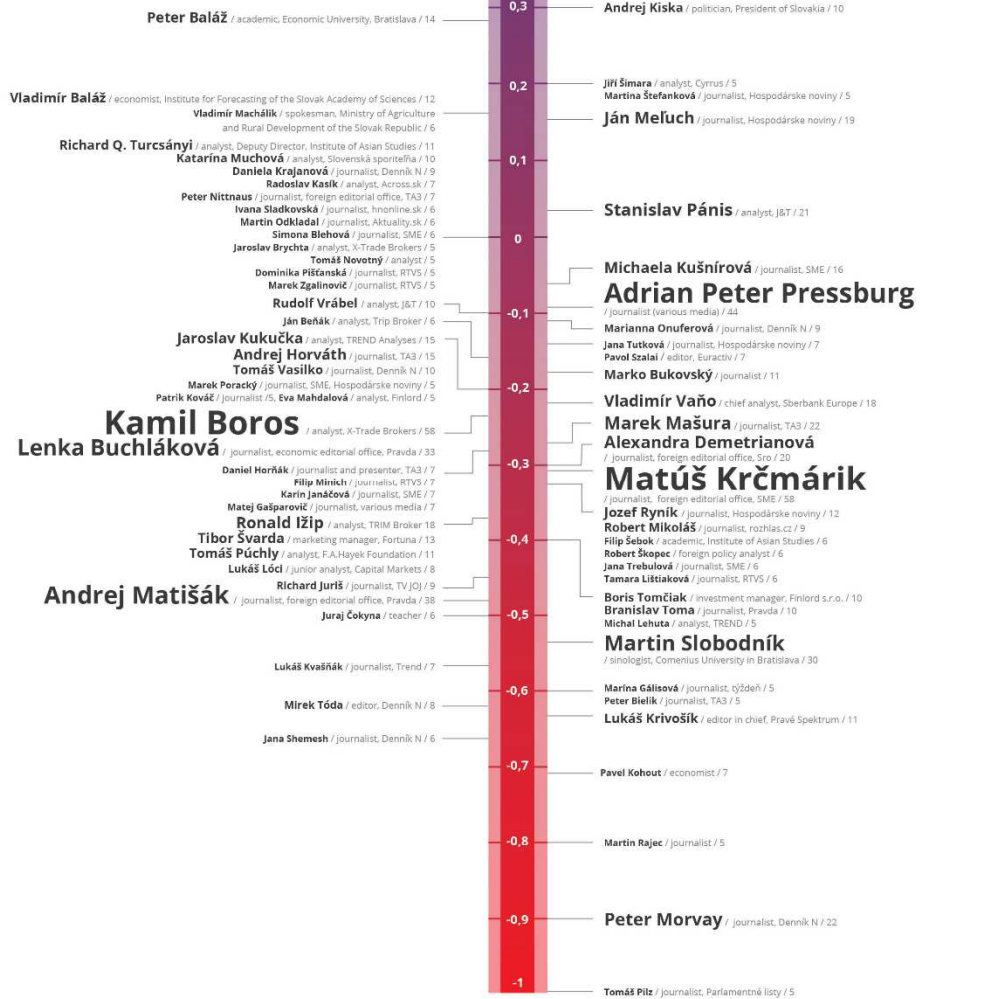 Peter Baláž / academic, Economic University, Bratislava / 14
Vladimír Baláž / economist, Institute for Forecasting of the Slovak Academy of Sciences / 12
Vladimír Machálik / spokesman, Ministry of Agriculture
and Rural Development of the Slovak Republic / 6
Richard Q. Turcsányi / analyst, Deputy Director, Institute of Asian Studies / 11
Katarína Muchová / analyst, Slovenská sporiteľňa / 10
Daniela Krajanová / journalist, Denník N / 9
Radoslav Kasík / analyst, Across.sk / 7
Peter Nittnaus / journalist, foreign editorial office, TA3 / 7
Ivana Sladkovská / journalist, hnonline.sk / 6
Martin Odkladal / journalist, Aktuality.sk / 6
Simona Blehová / journalist, SME / 6
Jaroslav Brychta / analyst, X-Trade Brokers / 5
Tomáš Novotný / analyst / 5
Dominika Pišťanská / journalist, RTVS / 5
Marek Zgalinovič / journalist, RTVS / 5
Rudolf Vrábel / analyst, J&T / 10
Ján Beňák / analyst, Trip Broker / 6
Jaroslav Kukučka / analyst, TREND Analyses / 15
Andrej Horváth / journalist, TA3 / 15
Tomáš Vasilko / journalist, Denník N / 10
Marek Poracký / journalist, SME, Hospodárske noviny / 5
Patrik Kováč / journalist /5, Eva Mahdalová / analyst, Finlord / 5
Kamil Boros / analyst, X-Trade Brokers / 58
Lenka Buchláková / journalist, economic editorial office, Pravda / 33
Daniel Horňák / journalist and presenter, TA3 / 7
Filip Minich / journalist, RTVS / 7
Karin Janáčová / journalist, SME / 7
Matej Gašparovič / journalist, various media / 7
Ronald Ižip / analyst, TRIM Broker 18
Tibor Švarda / marketing manager, Fortuna / 13
Tomáš Púchly / analyst, F.A.Hayek Foundation / 11
Lukáš Lóci / junior analyst, Capital Markets / 8
Richard Juriš / journalist, TV JOJ / 9
Andrej Matišák / journalist, foreign editorial office, Pravda / 38
Juraj Čokyna / teacher / 6
Lukáš Kvašňák / journalist, Trend / 7
Mirek Tóda / editor, Denník N / 8
Jana Shemesh / journalist, Denník N / 6
0,3
0,2
0,1
0
-0,1
-0,2
-0,3
-0,4
-0,5
-0,6
-0,7
-0,8
-0,9
-1
Andrej Kiska / politician, President of Slovakia / 10
Jiří Šimara / analyst, Cyrrus / 5
Martina Štefanková / journalist, Hospodárske noviny / 5
Ján Meľuch / journalist, Hospodárske noviny / 19
Stanislav Pánis / analyst, J&T / 21
Michaela Kušnírová / journalist, SME / 16
Adrian Peter Pressburg
/ journalist (various media) / 44
Marianna Onuferová / journalist, Denník N / 9
Jana Tutková / journalist, Hospodárske noviny / 7
Pavol Szalai / editor, Euractiv / 7
Marko Bukovský / journalist / 11
Vladimír Vaňo / chief analyst, Sberbank Europe / 18
Marek Mašura / journalist, TA3 / 22
Alexandra Demetrianová
/ journalist, foreign editorial office, Sro / 20
Matúš Krčmárik
/ journalist, foreign editorial office, SME / 58
Jozef Ryník / journalist, Hospodárske noviny / 12
Robert Mikoláš / journalist, rozhlas.cz / 9
Filip Šebok / academic, Institute of Asian Studies / 6
Robert Škopec / foreign policy analyst / 6
Jana Trebulová / journalist, SME / 6
Tamara Lištiaková / journalist, RTVS / 6
Boris Tomčiak / investment manager, Finlord s.r.o. / 10
Branislav Toma / journalist, Pravda / 10
Michal Lehuta / analyst, TREND / 5
Martin Slobodník
/ sinologist, Comenius University in Bratislava / 30
Marína Gálisová / journalist, týždeň / 5
Peter Bielik / journalist, TA3 / 5
Lukáš Krivošík / editor in chief, Pravé Spektrum / 11
Pavel Kohout / economist / 7
Martin Rajec / journalist / 5
Peter Morvay / journalist, Denník N / 22
Tomáš Pilz / journalist, Parlamentné listy / 5